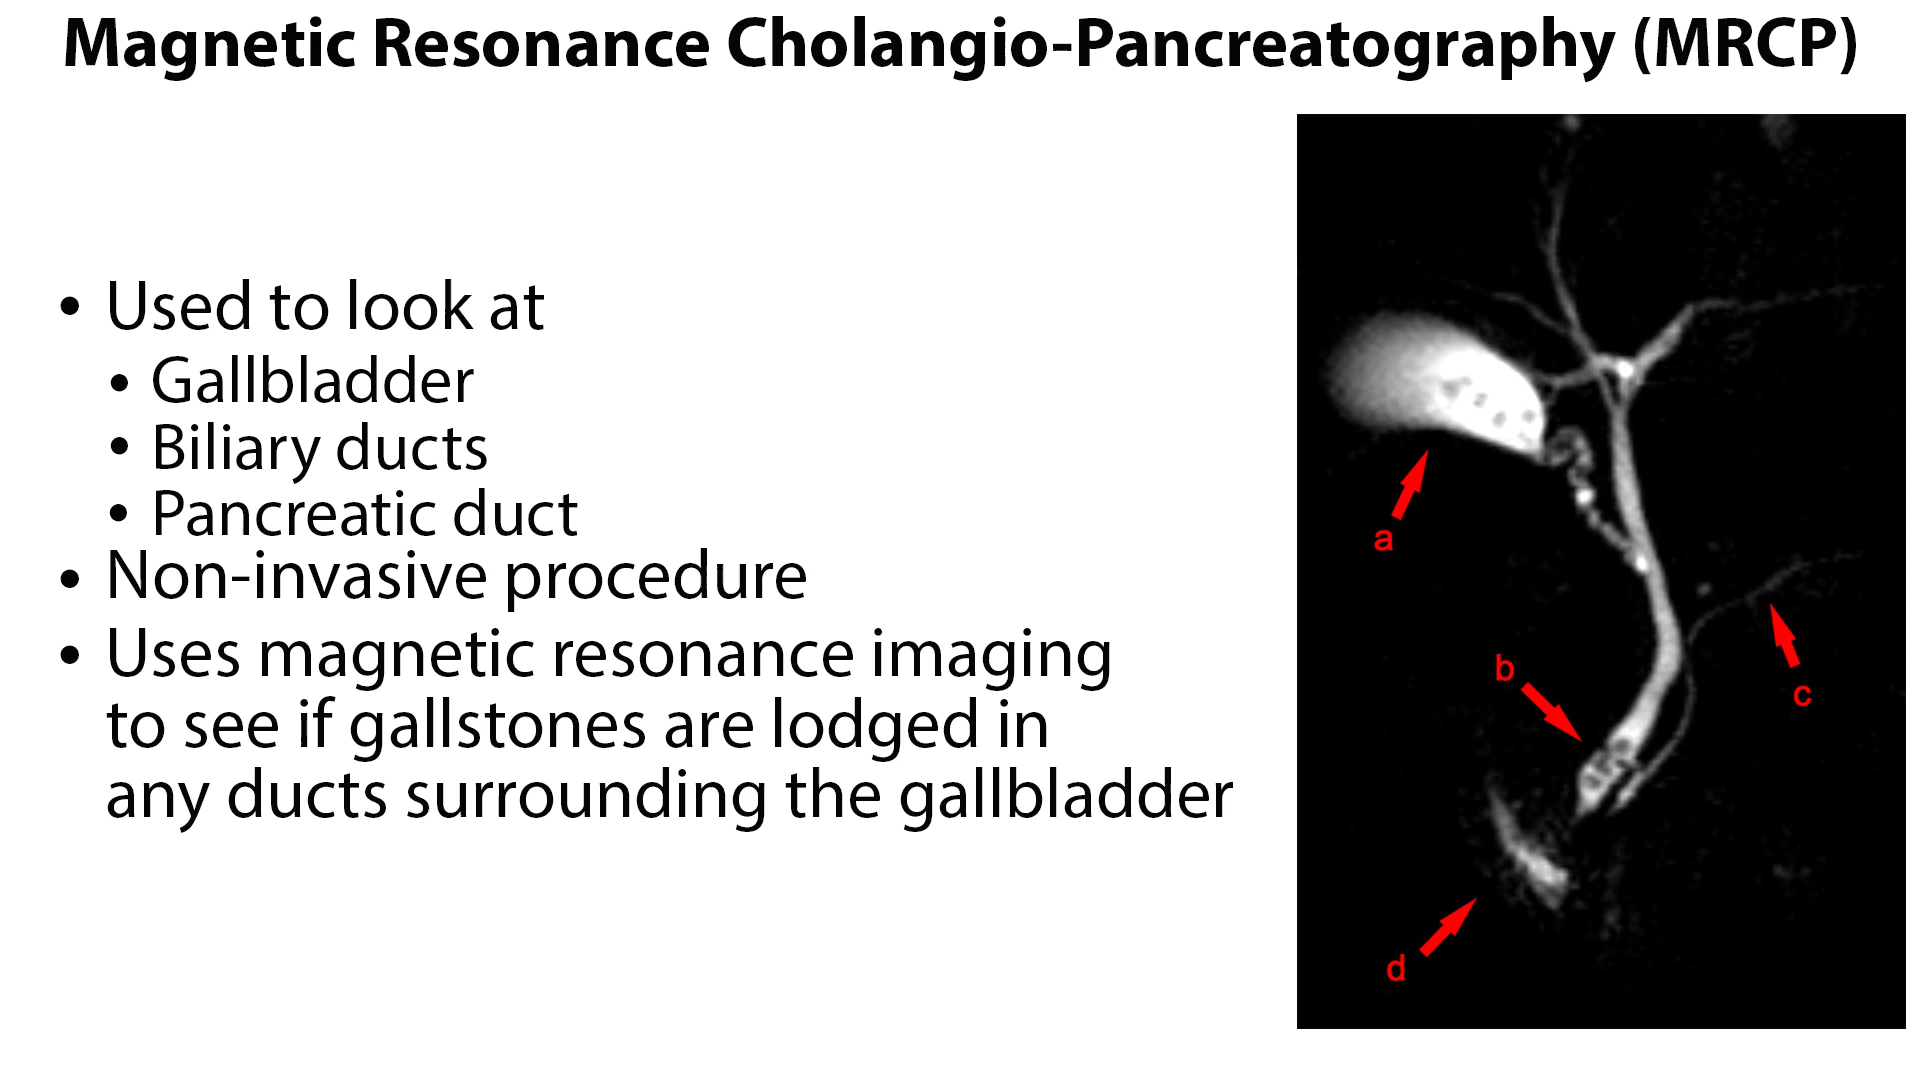 Magnetic Resonance Cholangio-Pancreatography (MRCP)
• Used to look at
• Gallbladder
• Biliary ducts
• Pancreatic duct
• Non-invasive procedure
• Uses magnetic resonance imaging
to see if gallstones are lodged in
any ducts surrounding the gallbladder
a
b
c
d